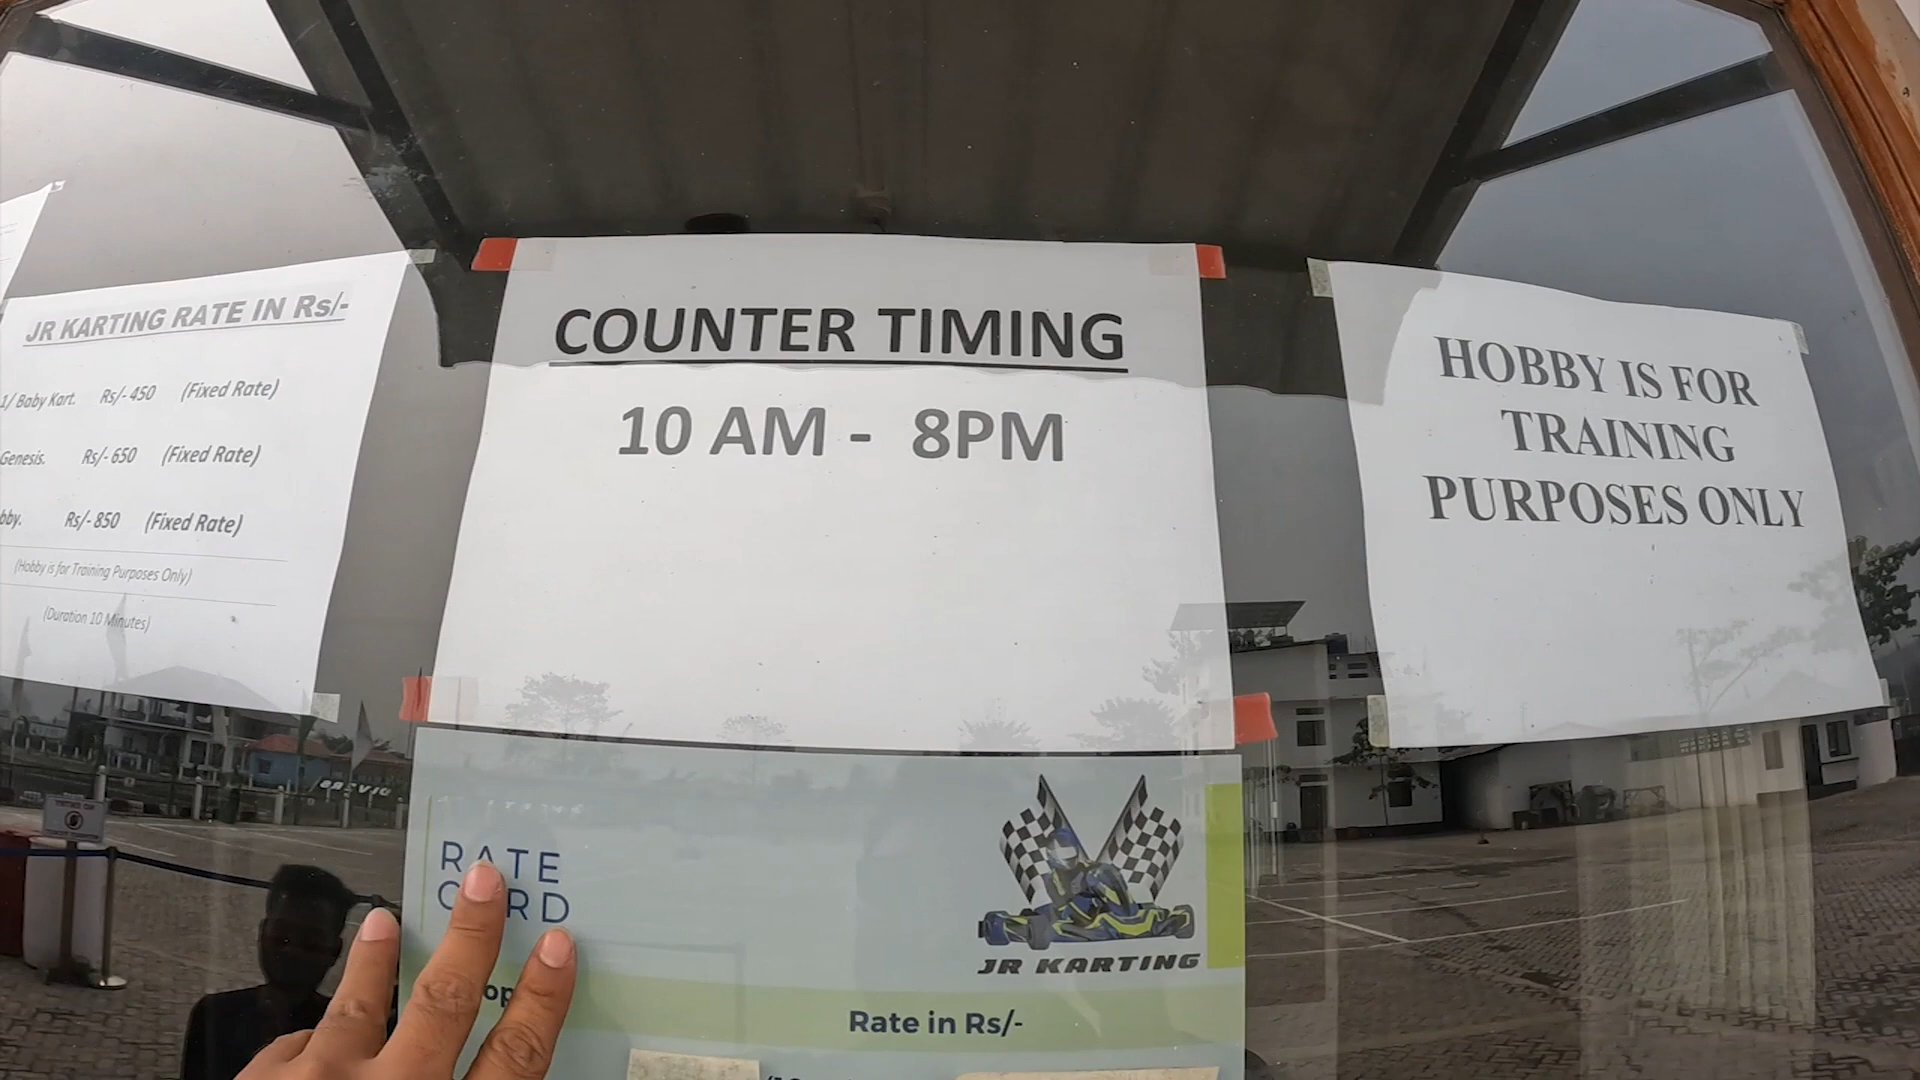 JR KARTING RATE IN Rs/-
1/ Baby Kart. Rs/- 450 (Fixed Rate)
Genesis. Rs/- 650 (Fixed Rate)
Rs/- 850 (Fixed Rate)
(Hobby is for Training Purposes Only)
(Duration 10 Minutes)
COUNTER TIMING
10 AM - 8PM
HOBBY IS FOR
TRAINING
PURPOSES ONLY
RATE
JR KARTING
Rate in Rs/-